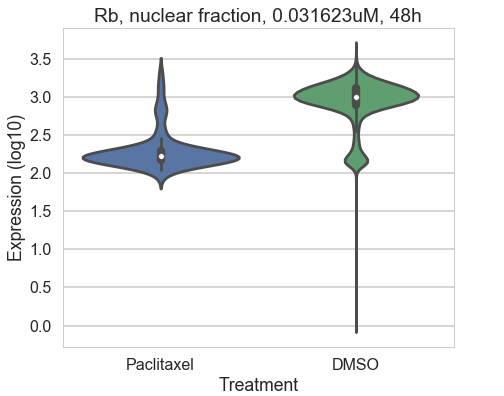 Rb, nuclear fraction, 0.031623uM, 48h
Expression (log10)
3.5
3.0
2.5
2.0
1.5
1.0
0.5
0.0
Paclitaxel DMSO
Treatment